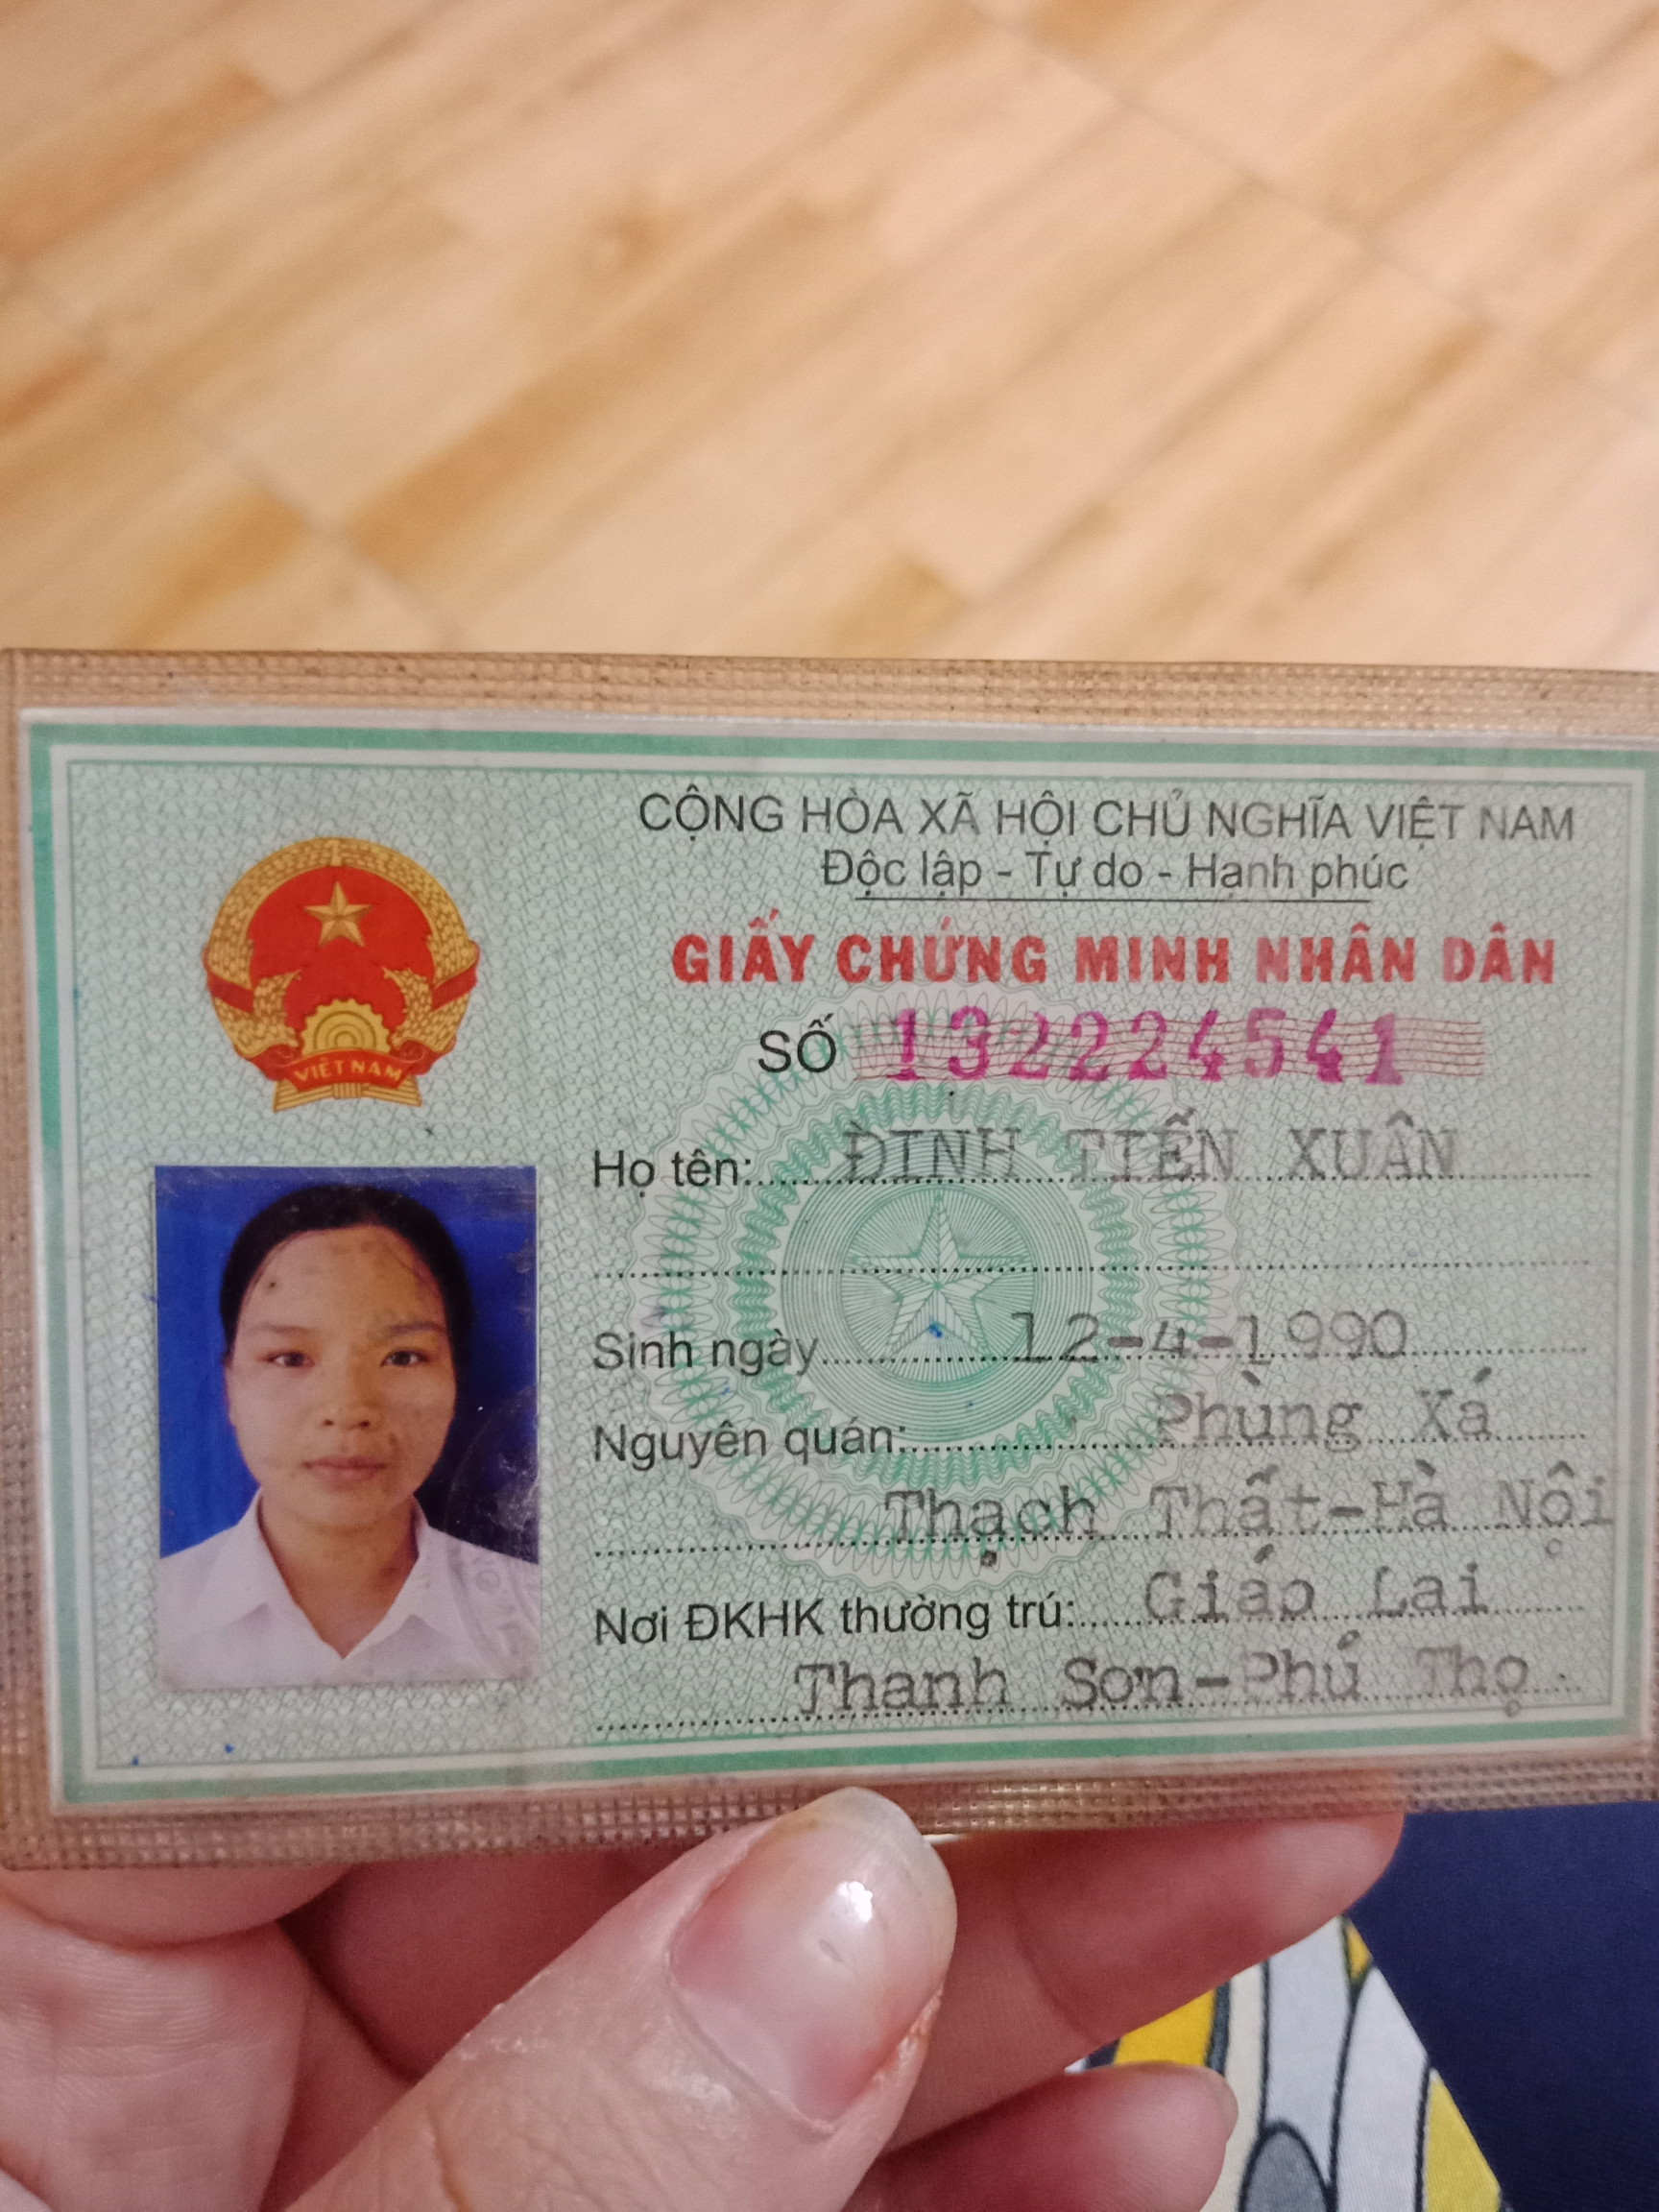 CỘNG HÒA XÃ HỘI CHỦ NGHĨA VIỆT NAM
Độc lập - Tự do - Hạnh phúc
GIẤY CHỨNG MINH NHÂN DÂN
SỐ 132224541
VIỆT NAM
Họ tên: ĐINH TIẾN XUÂN
Sinh ngày 12-4-1990
Nguyên quán: Phùng Xá
Thạch Thất-Hà Nội
Nơi ĐKHK thường trú: Giáp Lai
Thanh Sơn-Phú Thọ